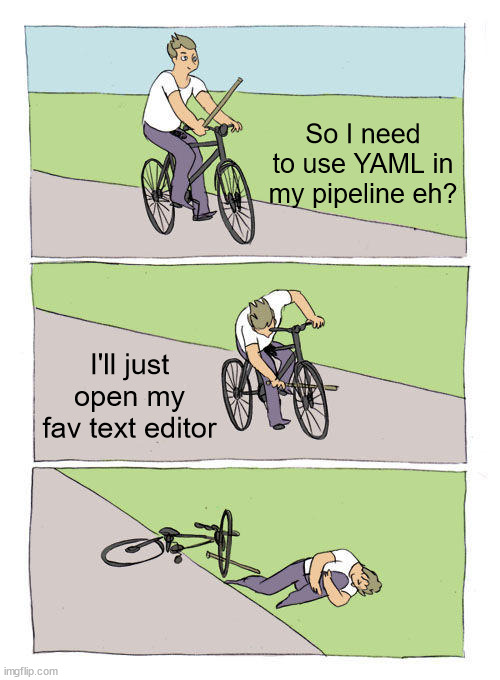 So I need
to use YAML in
my pipeline eh?
I'll just
open my
fav text editor
imgflip.com